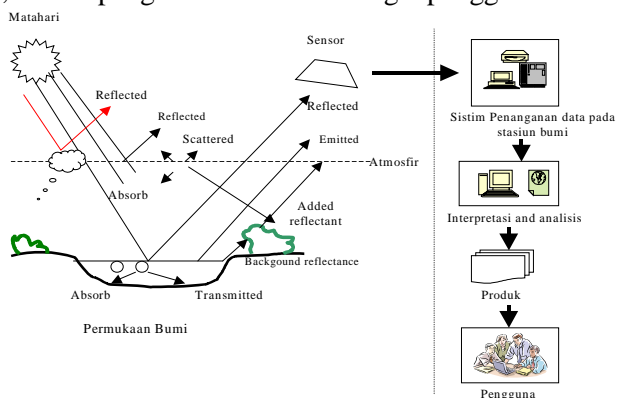 Matahari
Sensor
Reflected
Reflected
Reflected
Scattered
Emitted
Atmosfir
Absorb
Added
reflectant
Backgound reflectance
Absorb
Transmitted
Permukaan Bumi
Sistim Penanganan data pada
stasiun bumi
Interpretasi and analisis
Produk
Pengguna